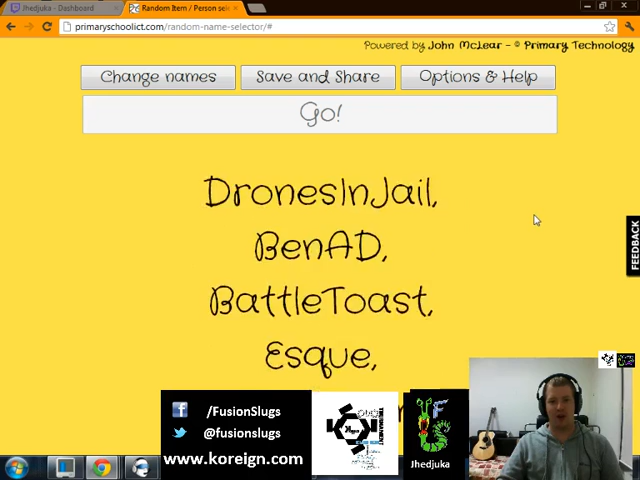 Jhedjuka - Dashboard
Random Item / Person sele
primaryschoolict.com/random-name-selector/#
Powered by John McLear - © Primary Technology
Change names
Save and Share
Options & Help
Go!
DronesInJail,
BenAD,
BattleToast,
Esque,
FEEDBACK
/FusionSlugs
@fusionslugs
www.koreign.com
Jhedjuka